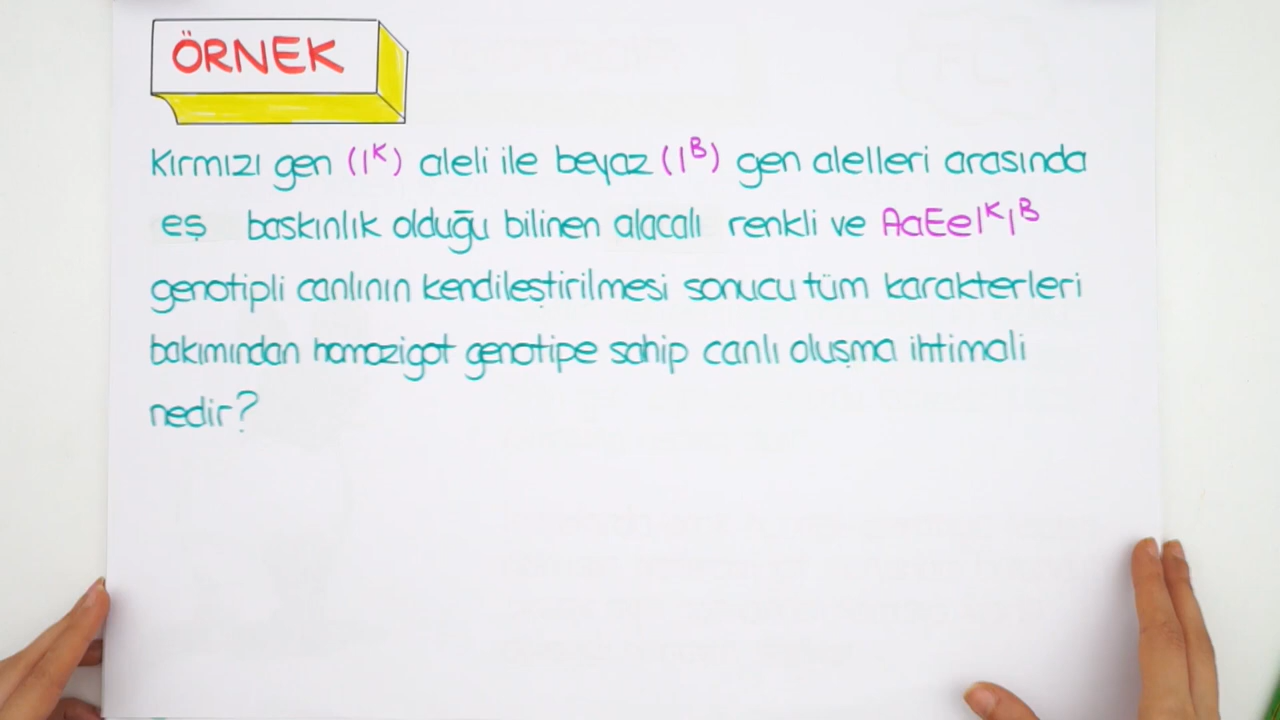 ÖRNEK
Kırmızı gen (I^K) aleli ile beyaz (I^B) gen alelleri arasında
eş baskınlık olduğu bilinen alacalı renkli ve AaEeI^KI^B
genotipli canlının kendileştirilmesi sonucu tüm karakterleri
bakımından homozigot genotipe sahip canlı oluşma ihtimali
nedir?